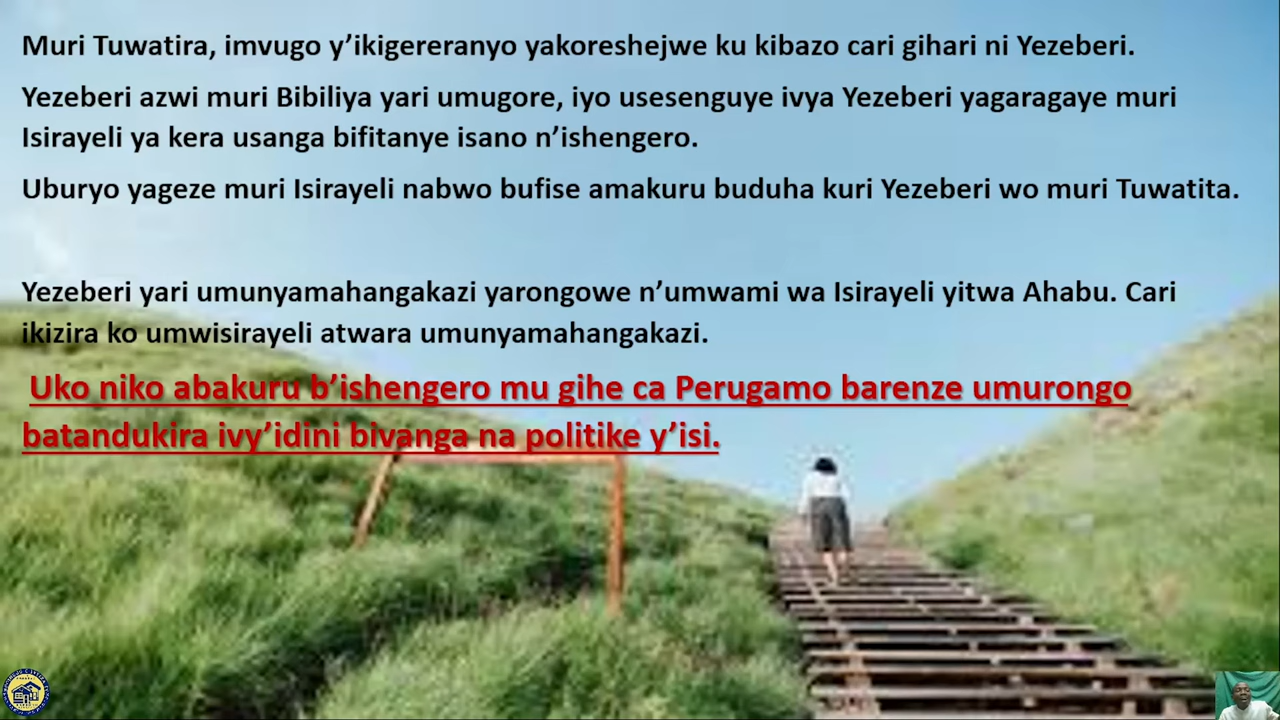 Muri Tuwatira, imvugo y’ikigereranyo yakoreshejwe ku kibazo cari gihari ni Yezeberi.
Yezeberi azwi muri Bibiliya yari umugore, iyo usesenguye ivya Yezeberi yagaragaye muri
Isirayeli ya kera usanga bifitanye isano n’ishengero.
Uburyo yageze muri Isirayeli nabwo bufise amakuru buduha kuri Yezeberi wo muri Tuwatita.
Yezeberi yari umunyamahangakazi yarongowe n’umwami wa Isirayeli yitwa Ahabu. Cari
ikizira ko umwisirayeli atwara umunyamahangakazi.
Uko niko abakuru b’ishengero mu gihe ca Perugamo barenze umurongo
batandukira ivy’idini bivanga na politike y’isi.